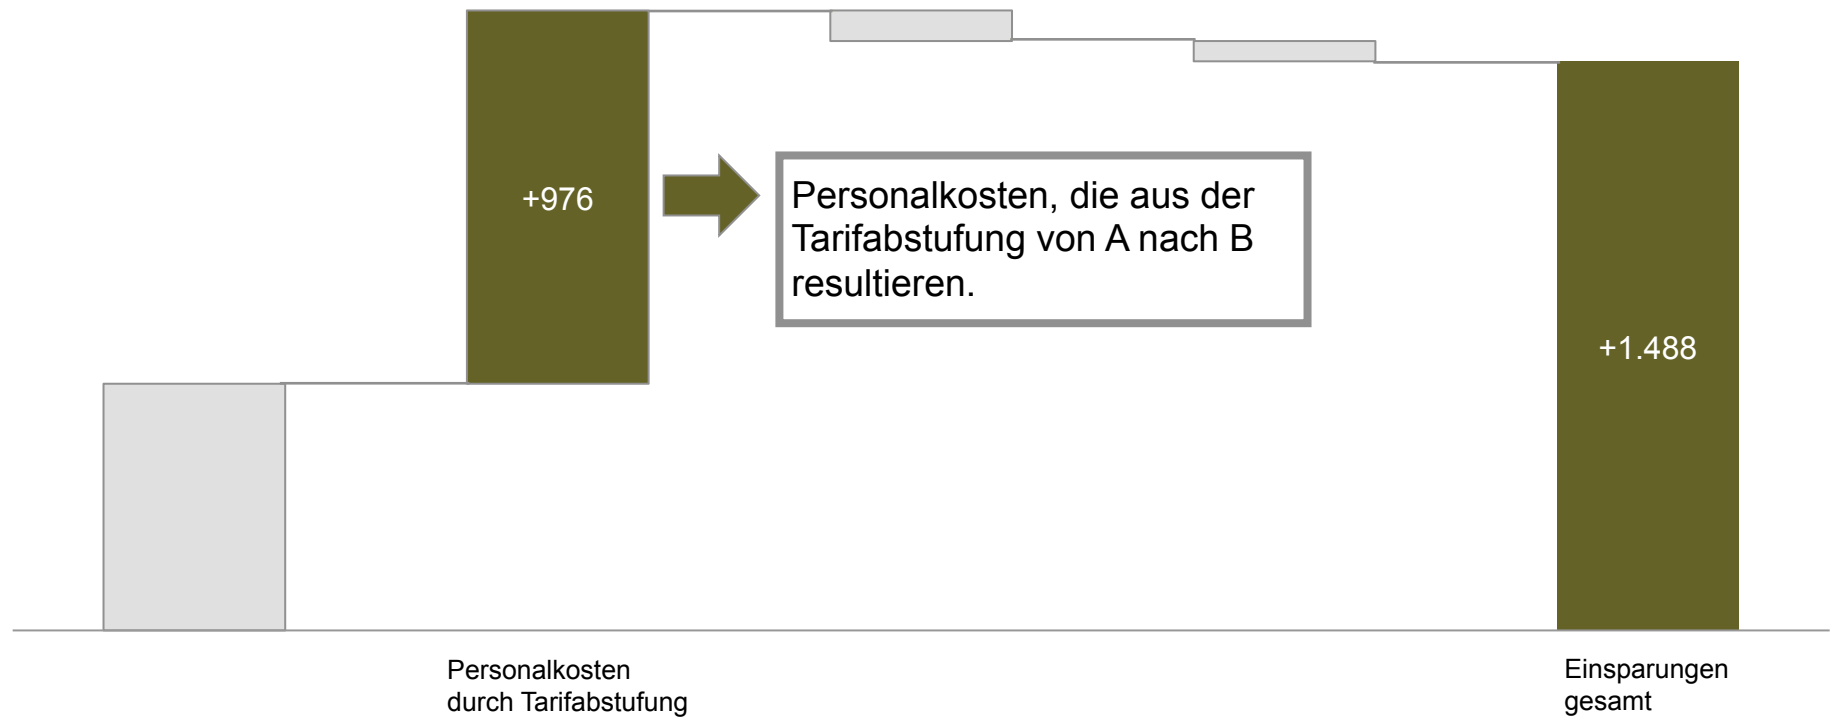 +976
Personalkosten, die aus der
Tarifabstufung von A nach B
resultieren.
+1.488
Personalkosten
durch Tarifabstufung
Einsparungen
gesamt